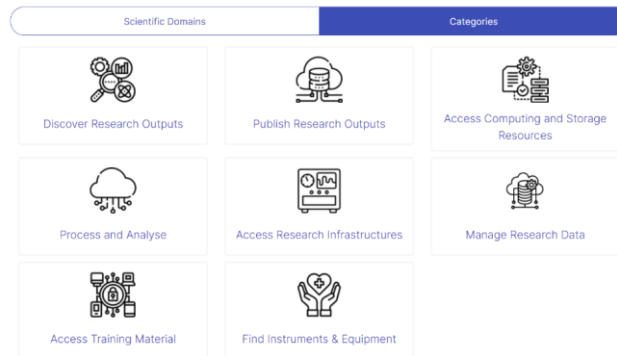 Scientific Domains
Categories
Discover Research Outputs
Publish Research Outputs
Access Computing and Storage
Resources
Process and Analyse
Access Research Infrastructures
Manage Research Data
Access Training Material
Find Instruments & Equipment